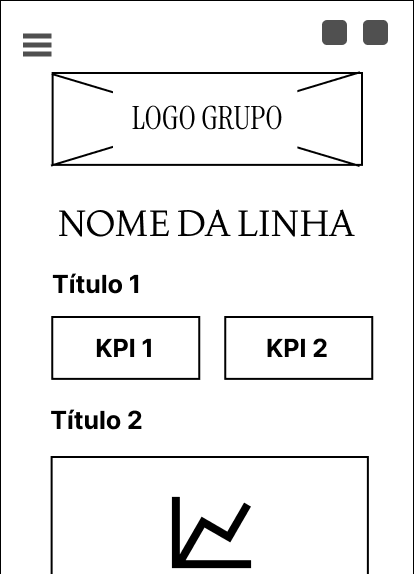 LOGO GRUPO
NOME DA LINHA
Título 1
KPI 1 KPI 2
Título 2